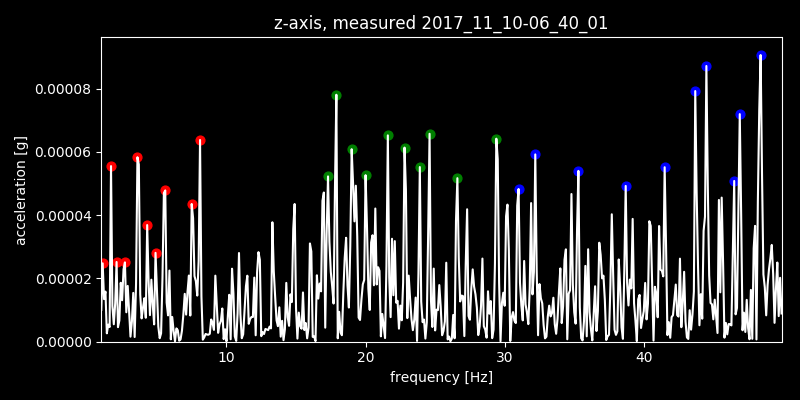 z-axis, measured 2017_11_10-06_40_01
acceleration [g]
0.00008
0.00006
0.00004
0.00002
0.00000
10 20 30 40
frequency [Hz]